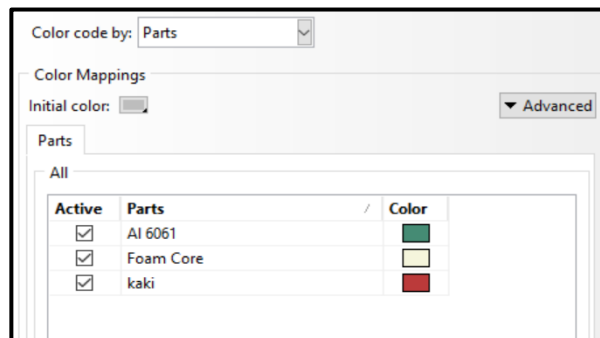 Color code by: Parts
Color Mappings
Initial color:
Advanced
Parts
All
Active Parts / Color
Al 6061
Foam Core
kaki